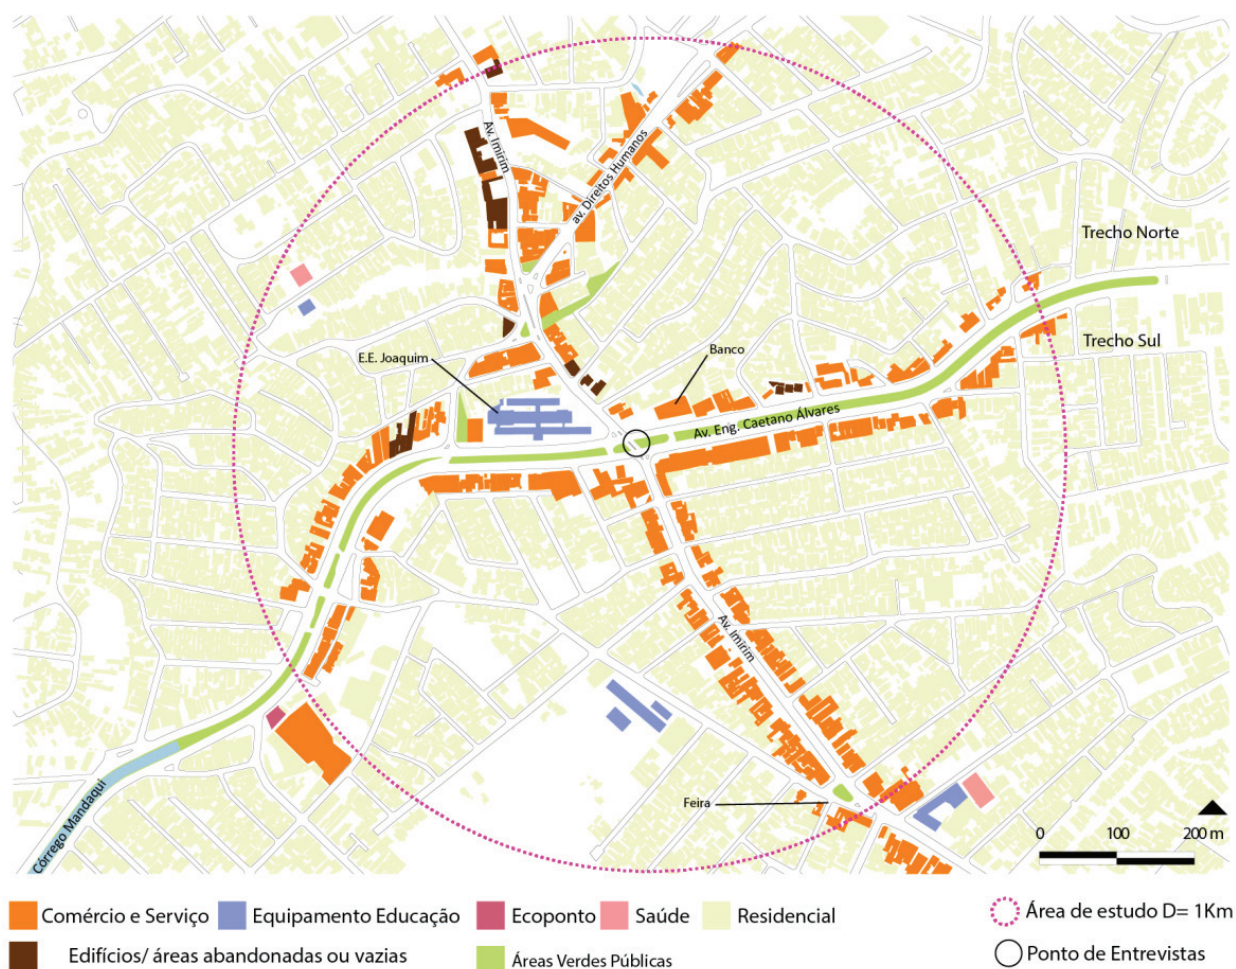 Av. Imirim
av. Direitos Humanos
Trecho Norte
Trecho Sul
E.E. Joaquim
Banco
Av. Eng. Caetano Álvares
Av. Imirim
Feira
Córrego Mandaqui
0 100 200 m
Comércio e Serviço
Equipamento Educação
Ecoponto
Saúde
Residencial
Área de estudo D= 1Km
Edifícios/ áreas abandonadas ou vazias
Áreas Verdes Públicas
Ponto de Entrevistas